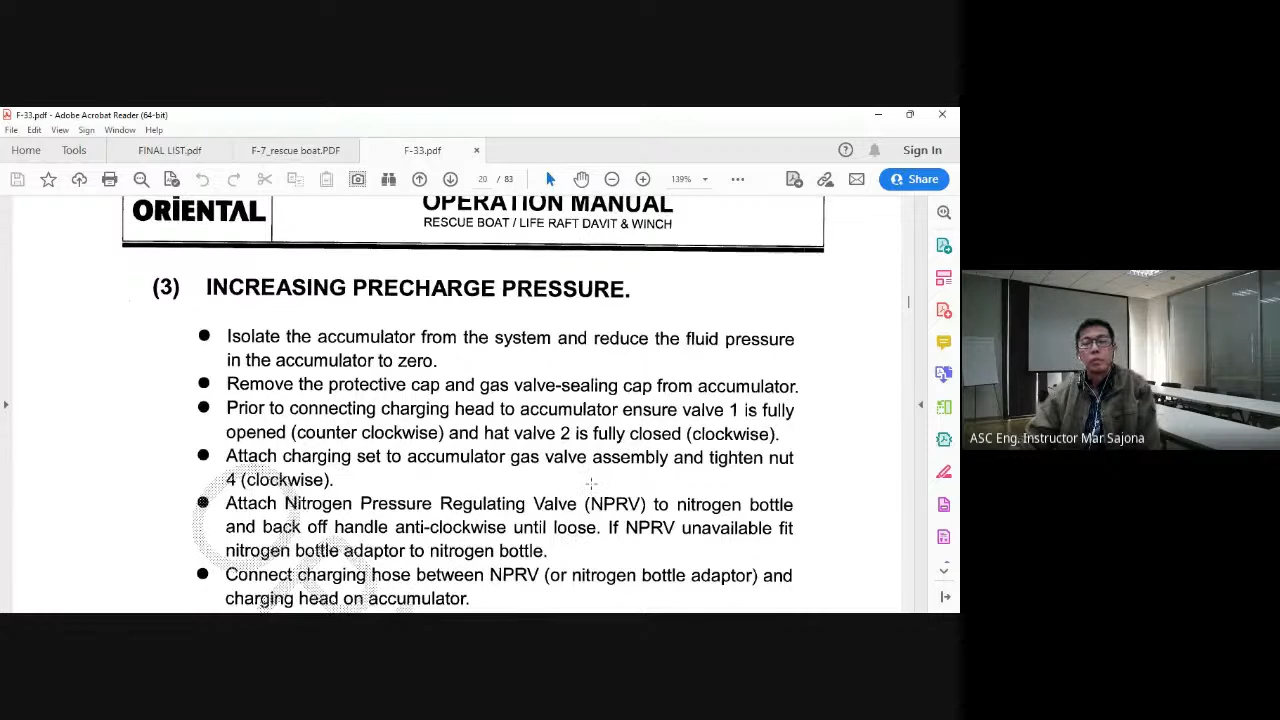 F-33.pdf - Adobe Acrobat Reader (64-bit)
File Edit View Sign Window Help
Home Tools FINAL LIST.pdf F-7_rescue boat.PDF F-33.pdf × Sign In
20 / 83 139% Share
ORIENTAL
OPERATION MANUAL
RESCUE BOAT / LIFE RAFT DAVIT & WINCH
(3) INCREASING PRECHARGE PRESSURE.
● Isolate the accumulator from the system and reduce the fluid pressure
in the accumulator to zero.
● Remove the protective cap and gas valve-sealing cap from accumulator.
● Prior to connecting charging head to accumulator ensure valve 1 is fully
opened (counter clockwise) and hat valve 2 is fully closed (clockwise).
● Attach charging set to accumulator gas valve assembly and tighten nut
4 (clockwise).
● Attach Nitrogen Pressure Regulating Valve (NPRV) to nitrogen bottle
and back off handle anti-clockwise until loose. If NPRV unavailable fit
nitrogen bottle adaptor to nitrogen bottle.
● Connect charging hose between NPRV (or nitrogen bottle adaptor) and
charging head on accumulator.
ASC Eng. Instructor Mar Sajona